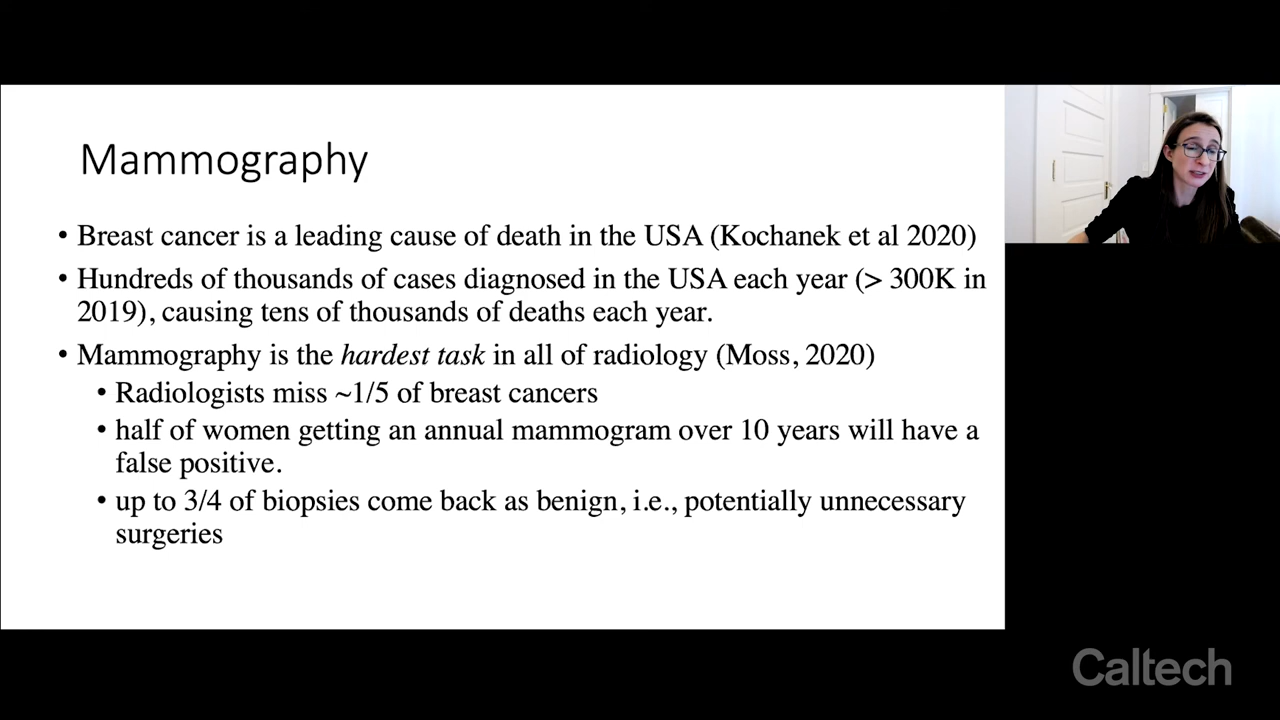 Mammography
• Breast cancer is a leading cause of death in the USA (Kochanek et al 2020)
• Hundreds of thousands of cases diagnosed in the USA each year (> 300K in
2019), causing tens of thousands of deaths each year.
• Mammography is the hardest task in all of radiology (Moss, 2020)
• Radiologists miss ~1/5 of breast cancers
• half of women getting an annual mammogram over 10 years will have a
false positive.
• up to 3/4 of biopsies come back as benign, i.e., potentially unnecessary
surgeries
Caltech